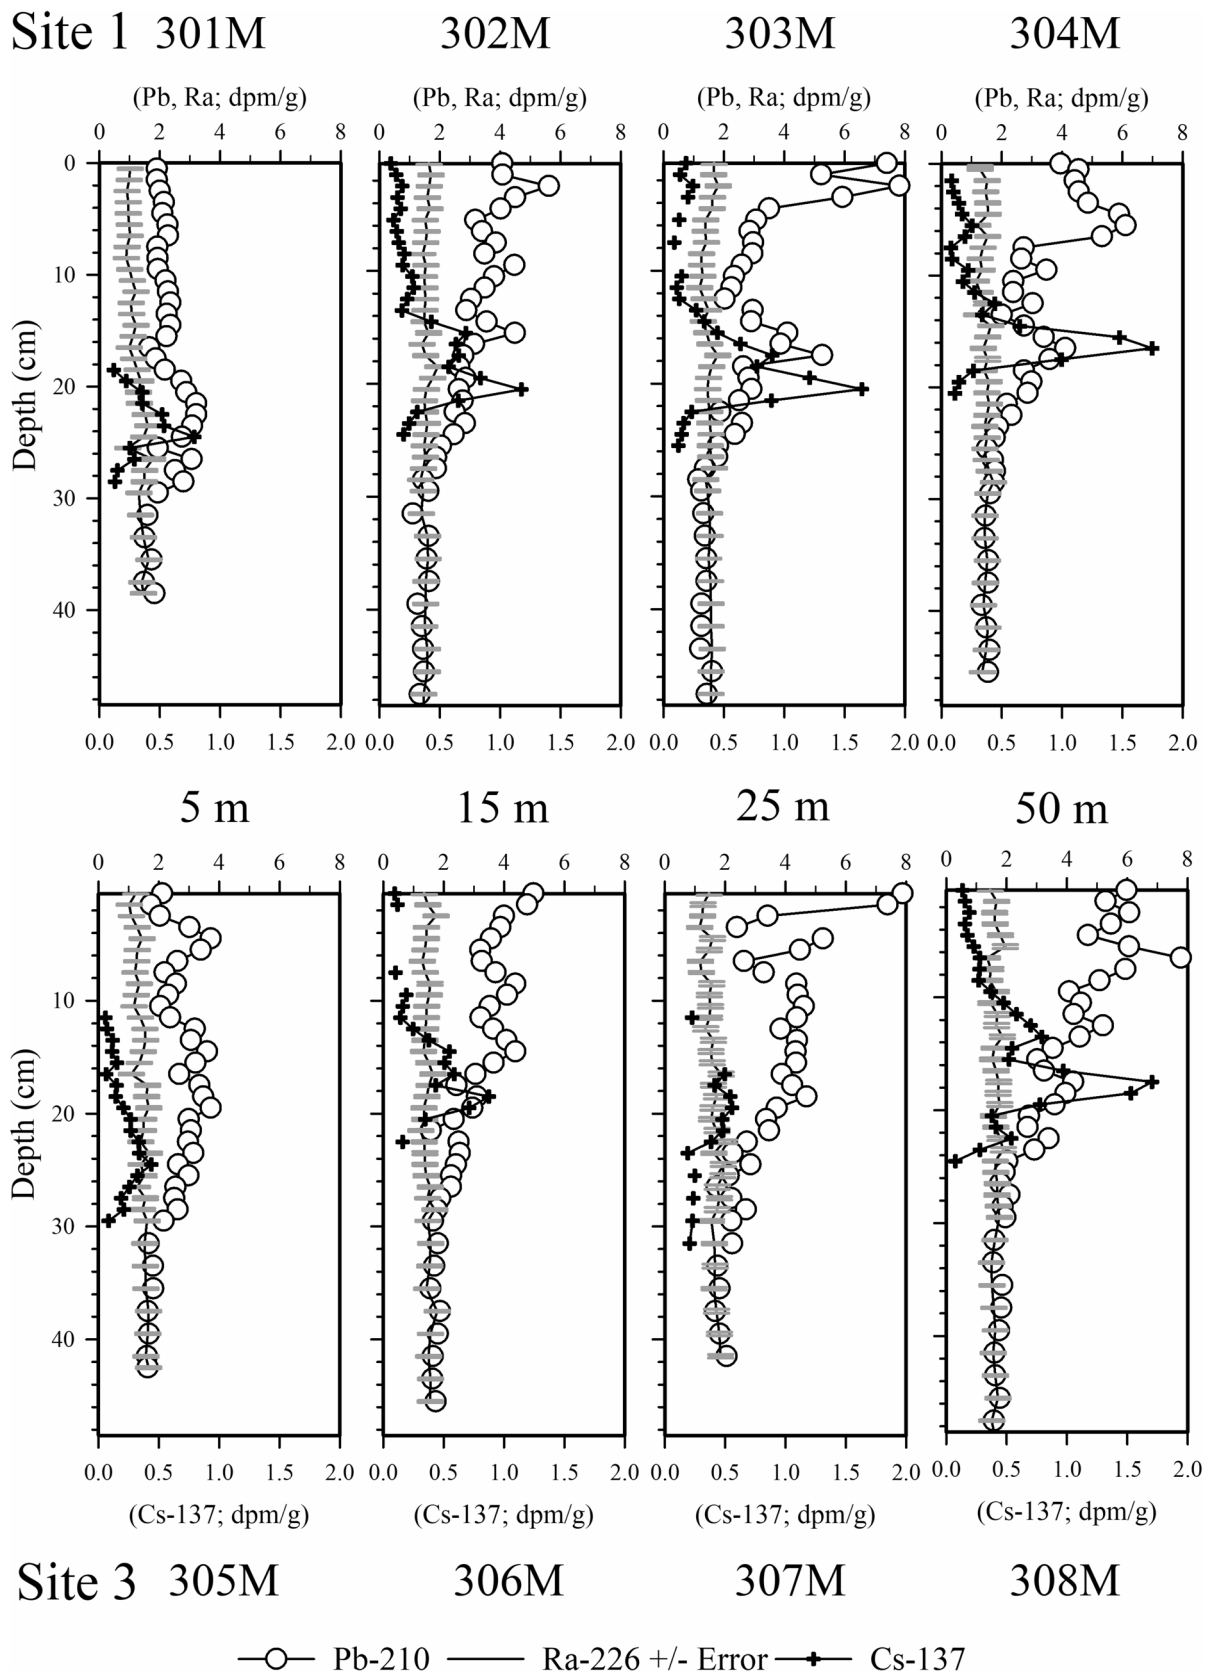 Site 1 301M 302M 303M 304M
(Pb, Ra; dpm/g) (Pb, Ra; dpm/g) (Pb, Ra; dpm/g)
0 2 4 6 8 0 2 4 6 8 0 2 4 6 8 0 2 4 6 8
0
10
20
30
40
Depth (cm)
0.0 0.5 1.0 1.5 2.0 0.0 0.5 1.0 1.5 2.0 0.0 0.5 1.0 1.5 2.0 0.0 0.5 1.0 1.5 2.0
5 m 15 m 25 m 50 m
0 2 4 6 8 0 2 4 6 8 0 2 4 6 8 0 2 4 6 8
10
20
30
40
Depth (cm)
0.0 0.5 1.0 1.5 2.0 0.0 0.5 1.0 1.5 2.0 0.0 0.5 1.0 1.5 2.0 0.0 0.5 1.0 1.5 2.0
(Cs-137; dpm/g) (Cs-137; dpm/g) (Cs-137; dpm/g) (Cs-137; dpm/g)
Site 3 305M 306M 307M 308M
Pb-210 Ra-226 +/- Error Cs-137